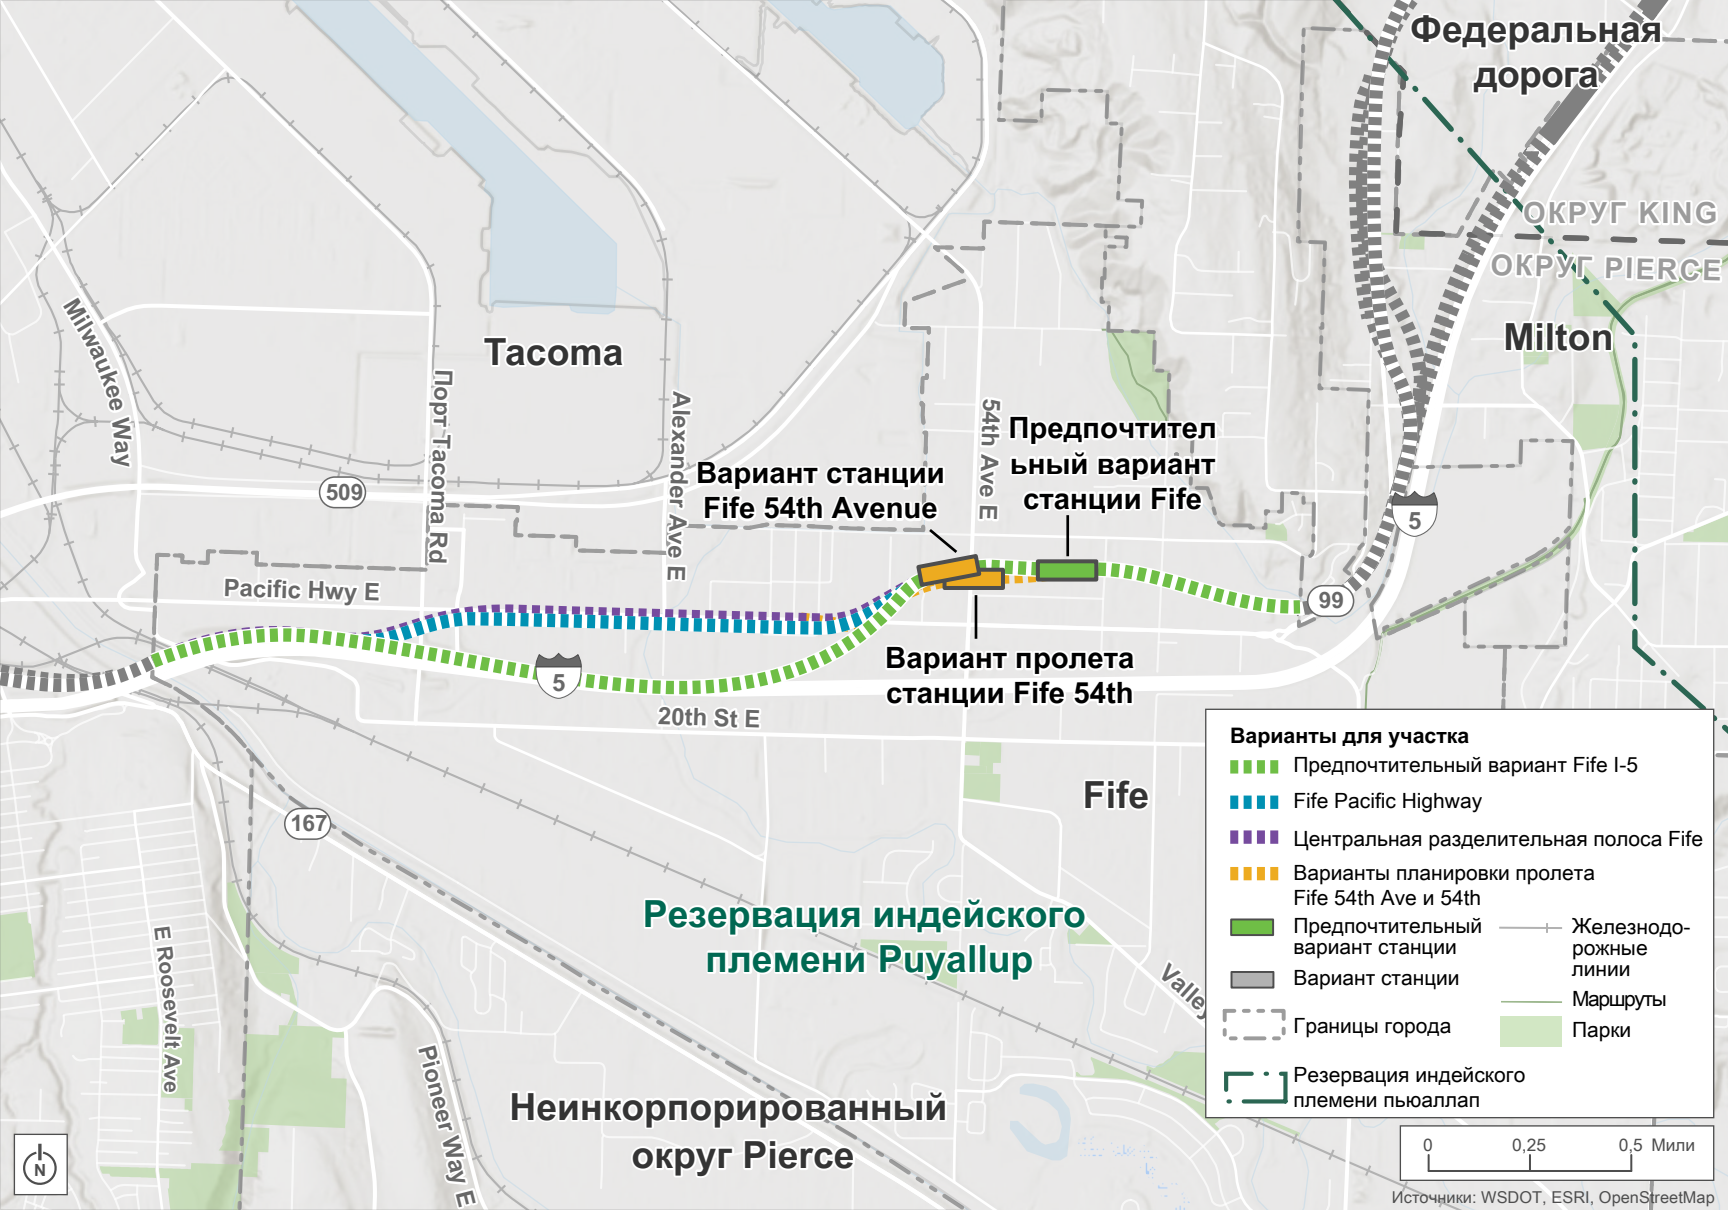 Федеральная
дорога
ОКРУГ KING
ОКРУГ PIERCE
Milton
Tacoma
Milwaukee Way
Порт Tacoma Rd
Alexander Ave E
54th Ave E
Предпочтител
ьный вариант
станции Fife
Вариант станции
Fife 54th Avenue
509
5
99
Pacific Hwy E
Вариант пролета
станции Fife 54th
5
20th St E
Fife
167
Резервация индейского
племени Puyallup
E Roosevelt Ave
Pioneer Way E
Valley
Неинкорпорированный
округ Pierce
N
Варианты для участка
Предпочтительный вариант Fife I-5
Fife Pacific Highway
Центральная разделительная полоса Fife
Варианты планировки пролета
Fife 54th Ave и 54th
Предпочтительный
вариант станции
Вариант станции
Границы города
Железнодо-
рожные
линии
Маршруты
Парки
Резервация индейского
племени пьюаллап
0 0,25 0,5 Мили
Источники: WSDOT, ESRI, OpenStreetMap